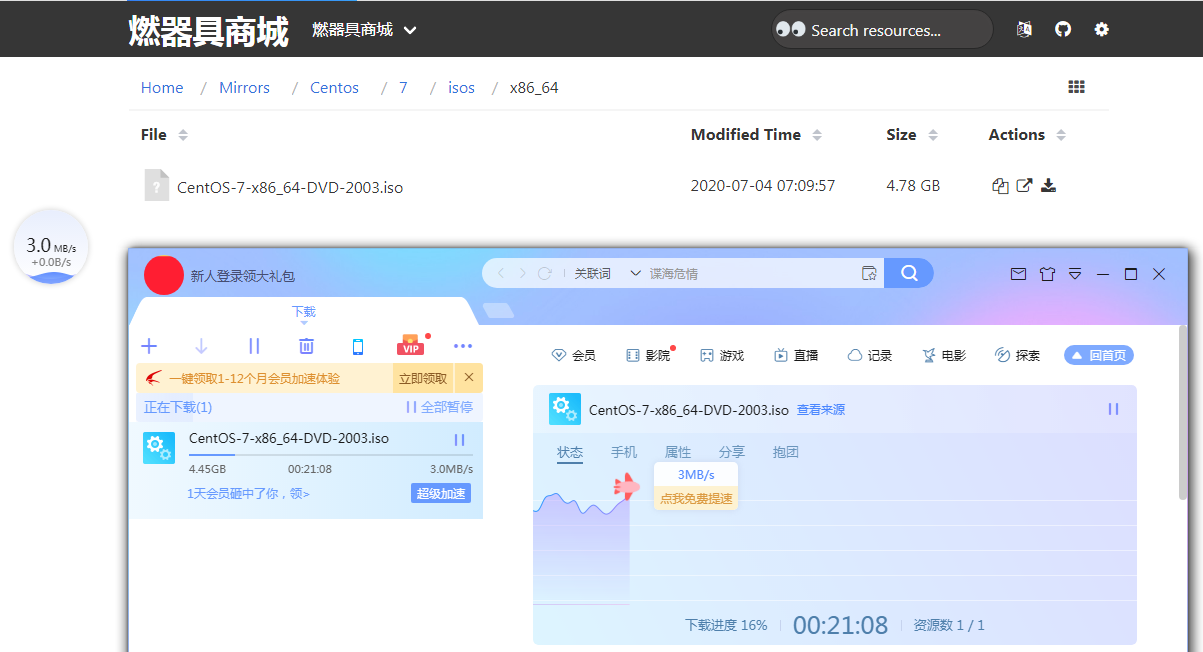 燃器具商城 燃器具商城 Search resources...
Home / Mirrors / Centos / 7 / isos / x86_64
File Modified Time Size Actions
? CentOS-7-x86_64-DVD-2003.iso 2020-07-04 07:09:57 4.78 GB
3.0 MB/s
+0.0B/s
新人登录领大礼包 关联词 谍海危情
下载
VIP
会员 影院 游戏 直播 记录 电影 探索 回首页
一键领取1-12个月会员加速体验 立即领取
正在下载(1) 全部暂停
CentOS-7-x86_64-DVD-2003.iso
4.45GB 00:21:08 3.0MB/s
1天会员砸中了你，领> 超级加速
CentOS-7-x86_64-DVD-2003.iso 查看来源
状态 手机 属性 分享 抱团
3MB/s
点我免费提速
下载进度 16% 00:21:08 资源数 1 / 1